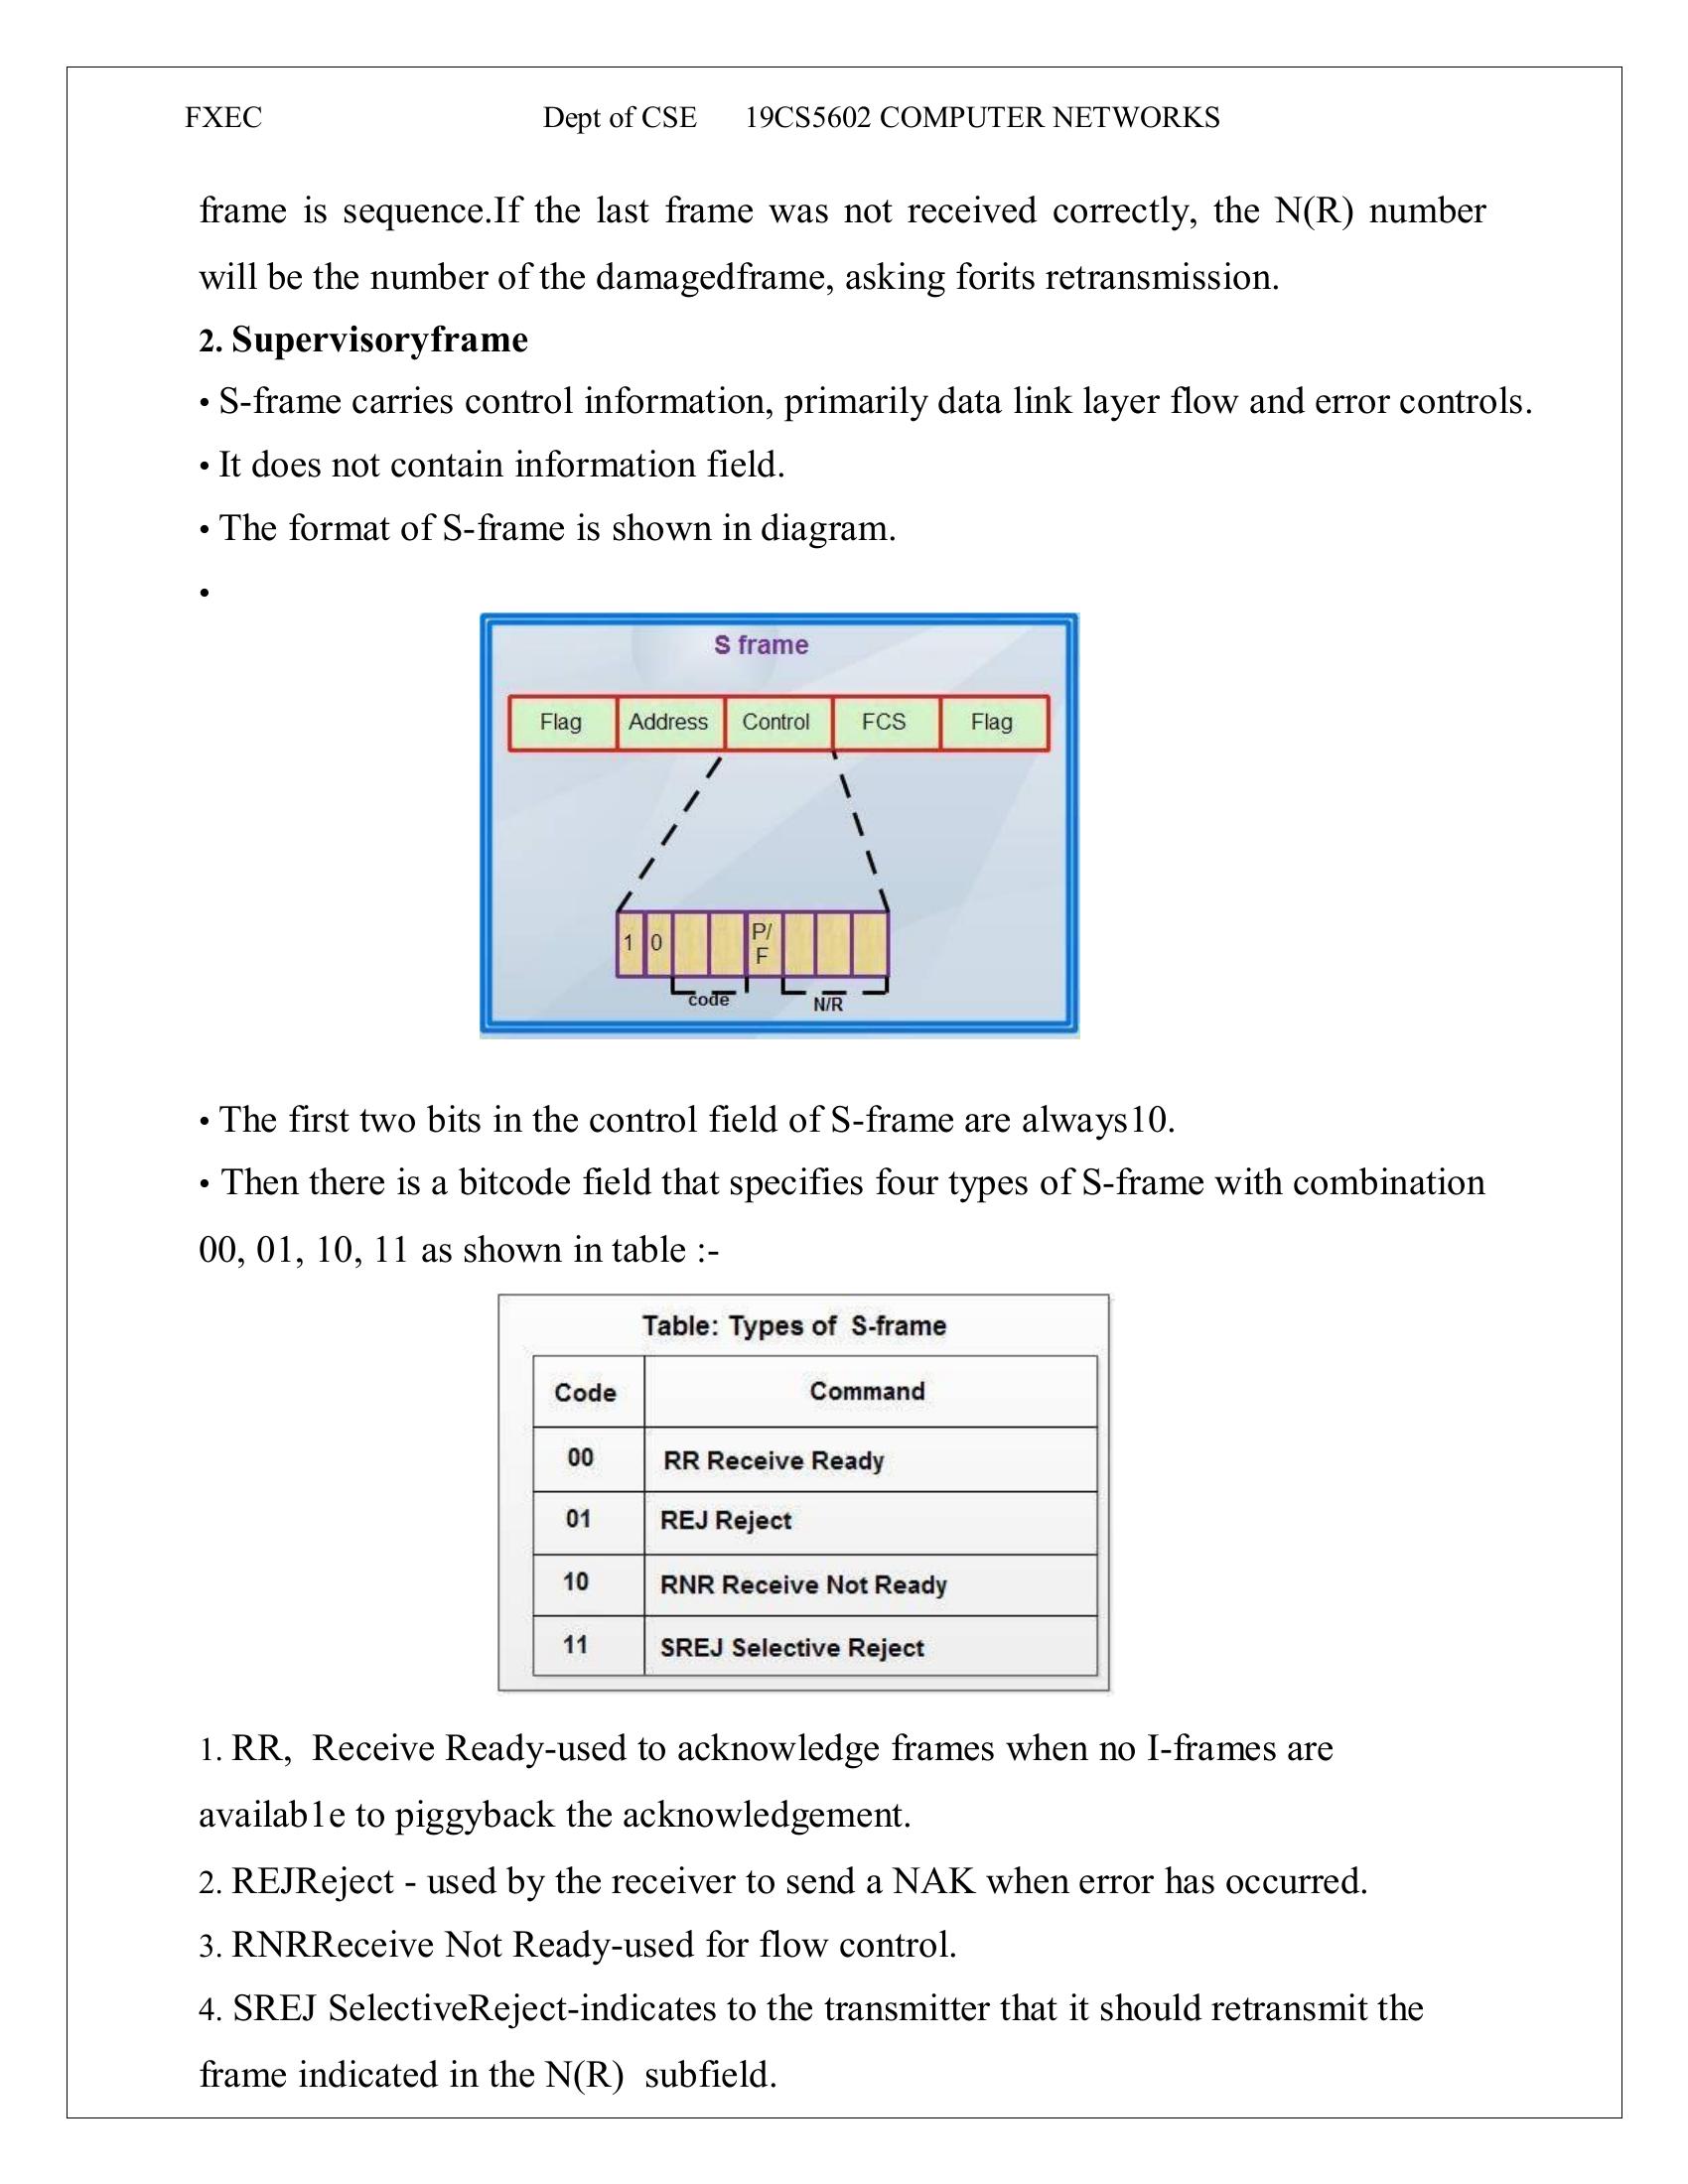 FXEC Dept of CSE 19CS5602 COMPUTER NETWORKS
frame is sequence.If the last frame was not received correctly, the N(R) number
will be the number of the damagedframe, asking forits retransmission.
2. Supervisoryframe
• S-frame carries control information, primarily data link layer flow and error controls.
• It does not contain information field.
• The format of S-frame is shown in diagram.
•
S frame
Flag Address Control FCS Flag
1 0 P/
F
code N/R
• The first two bits in the control field of S-frame are always10.
• Then there is a bitcode field that specifies four types of S-frame with combination
00, 01, 10, 11 as shown in table :-
Table: Types of S-frame
Code Command
00 RR Receive Ready
01 REJ Reject
10 RNR Receive Not Ready
11 SREJ Selective Reject
1. RR, Receive Ready-used to acknowledge frames when no I-frames are
availab1e to piggyback the acknowledgement.
2. REJReject - used by the receiver to send a NAK when error has occurred.
3. RNRReceive Not Ready-used for flow control.
4. SREJ SelectiveReject-indicates to the transmitter that it should retransmit the
frame indicated in the N(R) subfield.